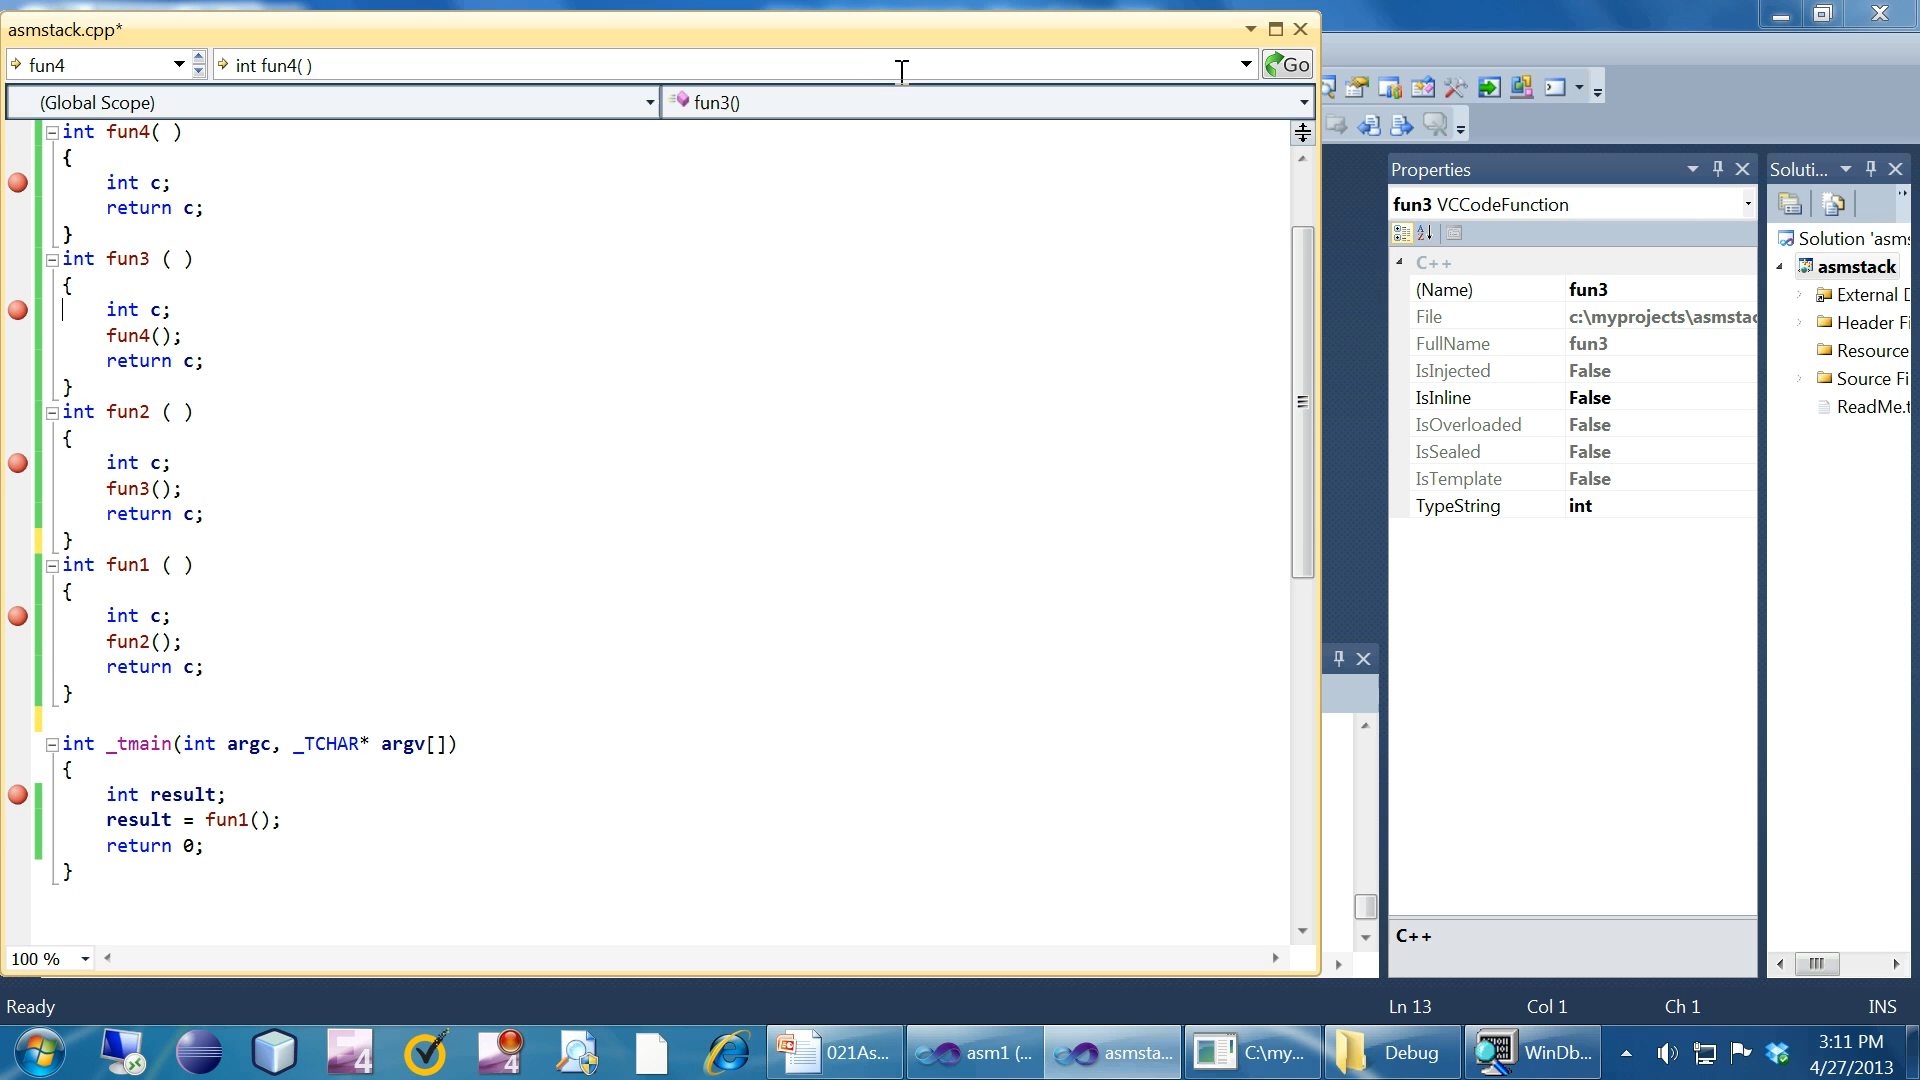 asmstack.cpp*
fun4
int fun4( )
Go
(Global Scope)
fun3()
int fun4( )
{
int c;
return c;
}
int fun3 ( )
{
int c;
fun4();
return c;
}
int fun2 ( )
{
int c;
fun3();
return c;
}
int fun1 ( )
{
int c;
fun2();
return c;
}
int _tmain(int argc, _TCHAR* argv[])
{
int result;
result = fun1();
return 0;
}
100 %
Properties
fun3 VCCodeFunction
C++
(Name) fun3
File c:\myprojects\asmstac
FullName fun3
IsInjected False
IsInline False
IsOverloaded False
IsSealed False
IsTemplate False
TypeString int
C++
Soluti...
Solution 'asms
asmstack
External D
Header Fi
Resource
Source Fi
ReadMe.t
Ready
Ln 13
Col 1
Ch 1
INS
021As...
asm1 (...
asmsta...
C:\my...
Debug
WinDb...
3:11 PM
4/27/2013